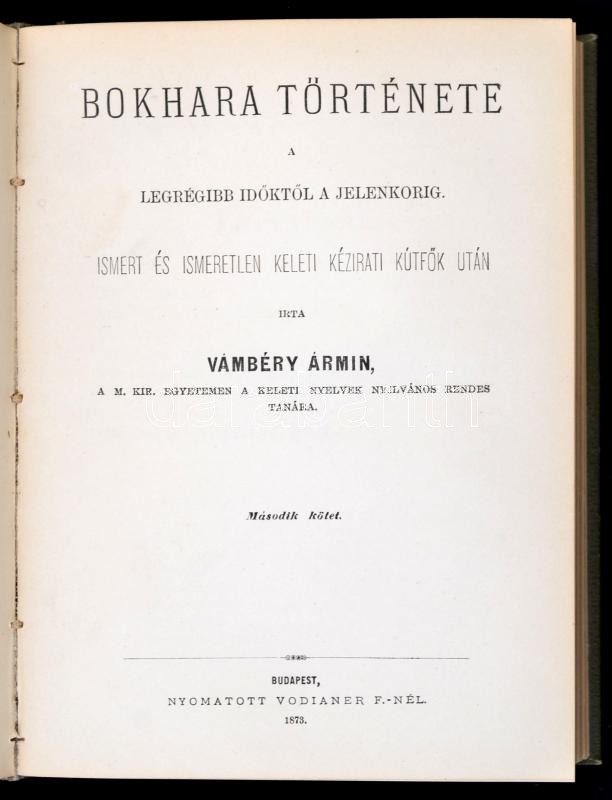 BOKHARA TÖRTÉNETE
A
LEGRÉGIBB IDŐKTŐL A JELENKORIG.
ISMERT ÉS ISMERETLEN KELETI KÉZIRATI KÚTFŐK UTÁN
IRTA
VÁMBÉRY ÁRMIN,
A M. KIR. EGYETEMEN A KELETI NYELVEK NYILVÁNOS RENDES
TANÁRA.
darabanth
Második kötet.
BUDAPEST,
NYOMATOTT VODIANER F.-NÉL.
1873.